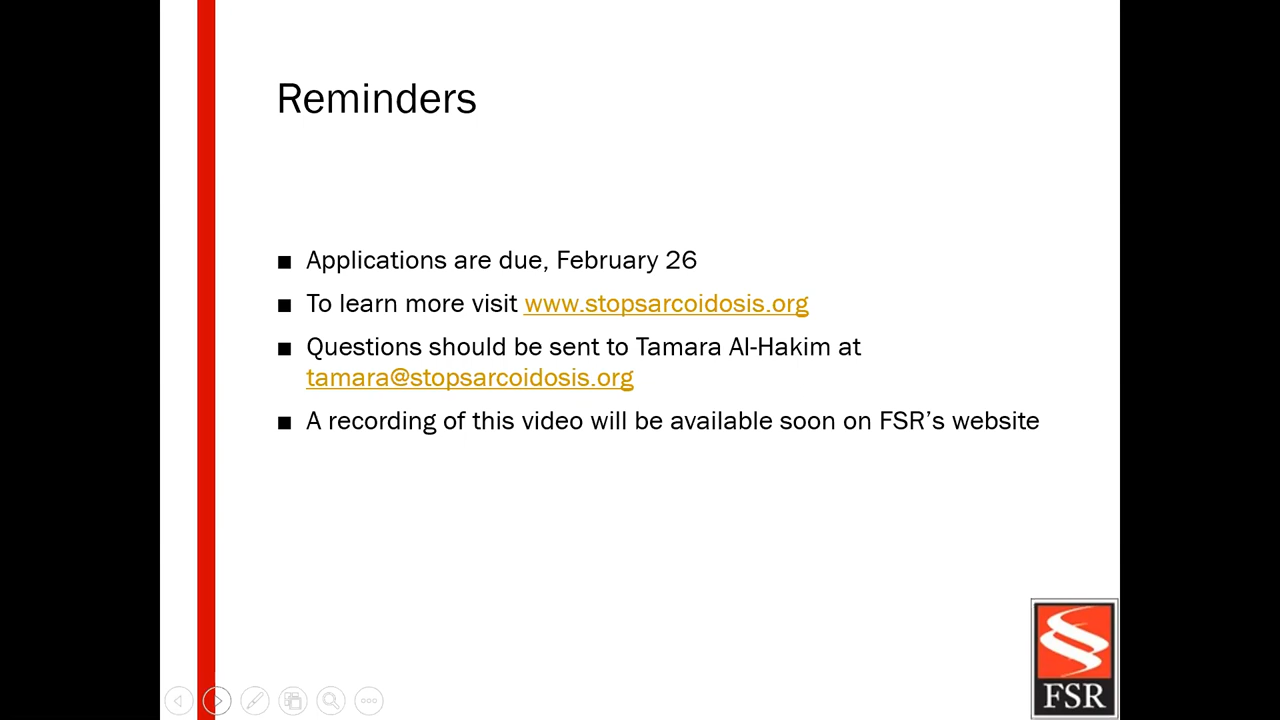 Reminders
■ Applications are due, February 26
■ To learn more visit www.stopsarcoidosis.org
■ Questions should be sent to Tamara Al-Hakim at
tamara@stopsarcoidosis.org
■ A recording of this video will be available soon on FSR’s website
FSR